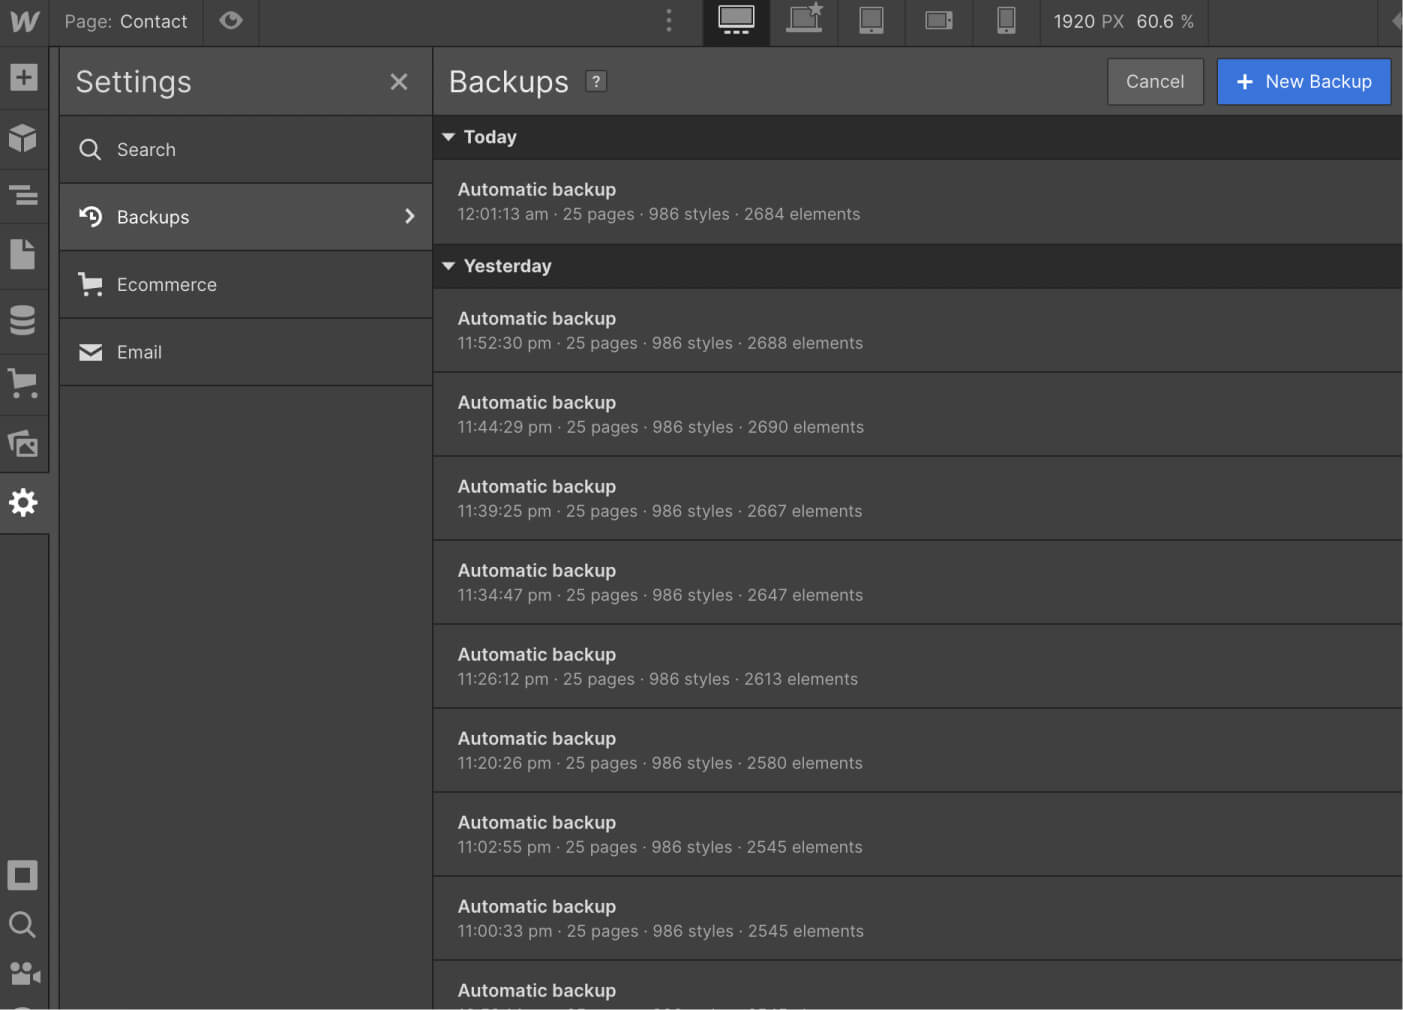 Page: Contact
1920 PX 60.6 %
Settings
Search
Backups
Ecommerce
Email
Backups ?
Cancel
+ New Backup
Today
Automatic backup
12:01:13 am · 25 pages · 986 styles · 2684 elements
Yesterday
Automatic backup
11:52:30 pm · 25 pages · 986 styles · 2688 elements
Automatic backup
11:44:29 pm · 25 pages · 986 styles · 2690 elements
Automatic backup
11:39:25 pm · 25 pages · 986 styles · 2667 elements
Automatic backup
11:34:47 pm · 25 pages · 986 styles · 2647 elements
Automatic backup
11:26:12 pm · 25 pages · 986 styles · 2613 elements
Automatic backup
11:20:26 pm · 25 pages · 986 styles · 2580 elements
Automatic backup
11:02:55 pm · 25 pages · 986 styles · 2545 elements
Automatic backup
11:00:33 pm · 25 pages · 986 styles · 2545 elements
Automatic backup